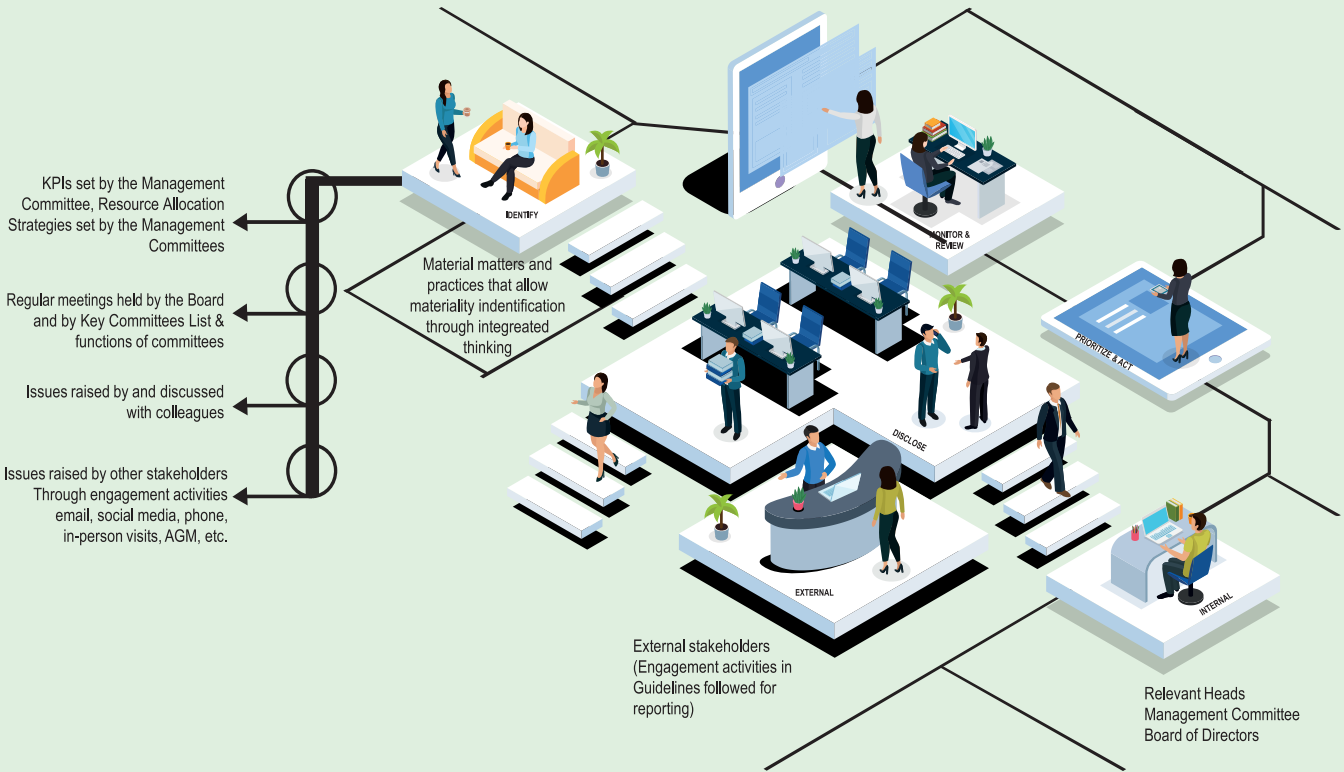 KPIs set by the Management
Committee, Resource Allocation
Strategies set by the Management
Committees
Regular meetings held by the Board
and by Key Committees List &
functions of committees
Issues raised by and discussed
with colleagues
Issues raised by other stakeholders
Through engagement activities
email, social media, phone,
in-person visits, AGM, etc.
IDENTIFY
Material matters and
practices that allow
materiality indentification
through integreated
thinking
MONITOR &
REVIEW
PRIORITIZE & ACT
DISCLOSE
EXTERNAL
External stakeholders
(Engagement activities in
Guidelines followed for
reporting)
INTERNAL
Relevant Heads
Management Committee
Board of Directors